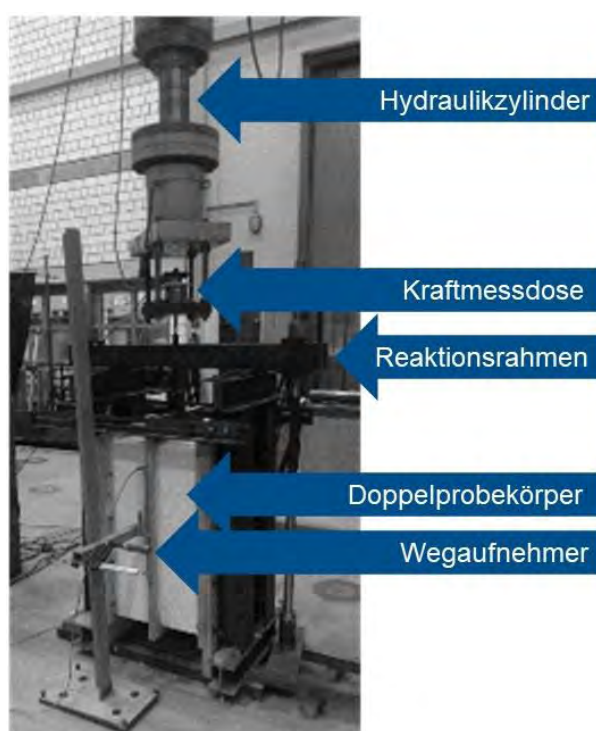 Hydraulikzylinder
Kraftmessdose
Reaktionsrahmen
Doppelprobekörper
Wegaufnehmer